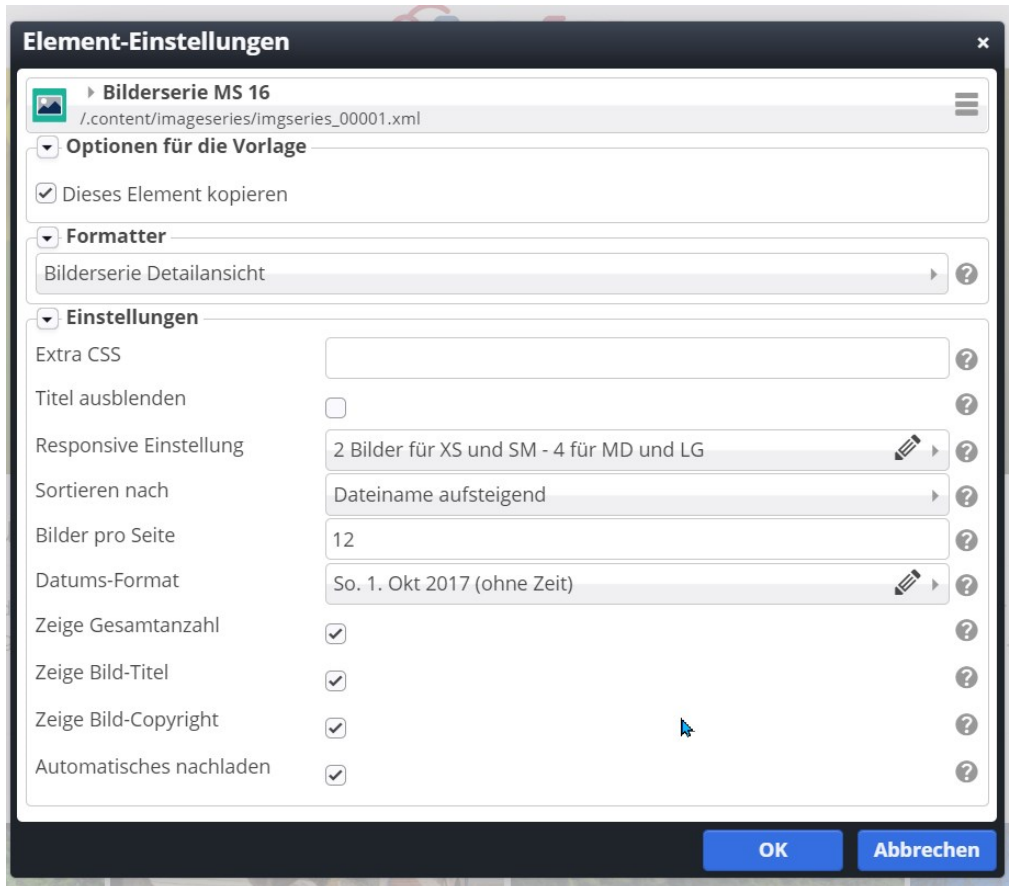 Element-Einstellungen
Bilderserie MS 16
/.content/imageseries/imgseries_00001.xml
Optionen für die Vorlage
Dieses Element kopieren
Formatter
Bilderserie Detailansicht
Einstellungen
Extra CSS
Titel ausblenden
Responsive Einstellung 2 Bilder für XS und SM - 4 für MD und LG
Sortieren nach Dateiname aufsteigend
Bilder pro Seite 12
Datums-Format So. 1. Okt 2017 (ohne Zeit)
Zeige Gesamtanzahl
Zeige Bild-Titel
Zeige Bild-Copyright
Automatisches nachladen
OK Abbrechen